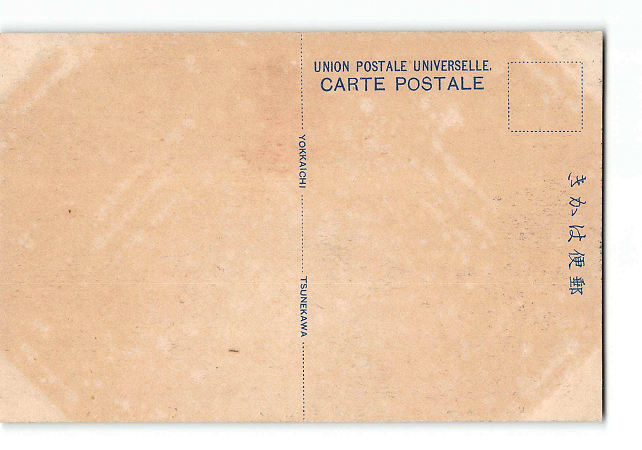 UNION POSTALE UNIVERSELLE.
CARTE POSTALE
YOKKAICHI
TSUNEKAWA
きかは便郵